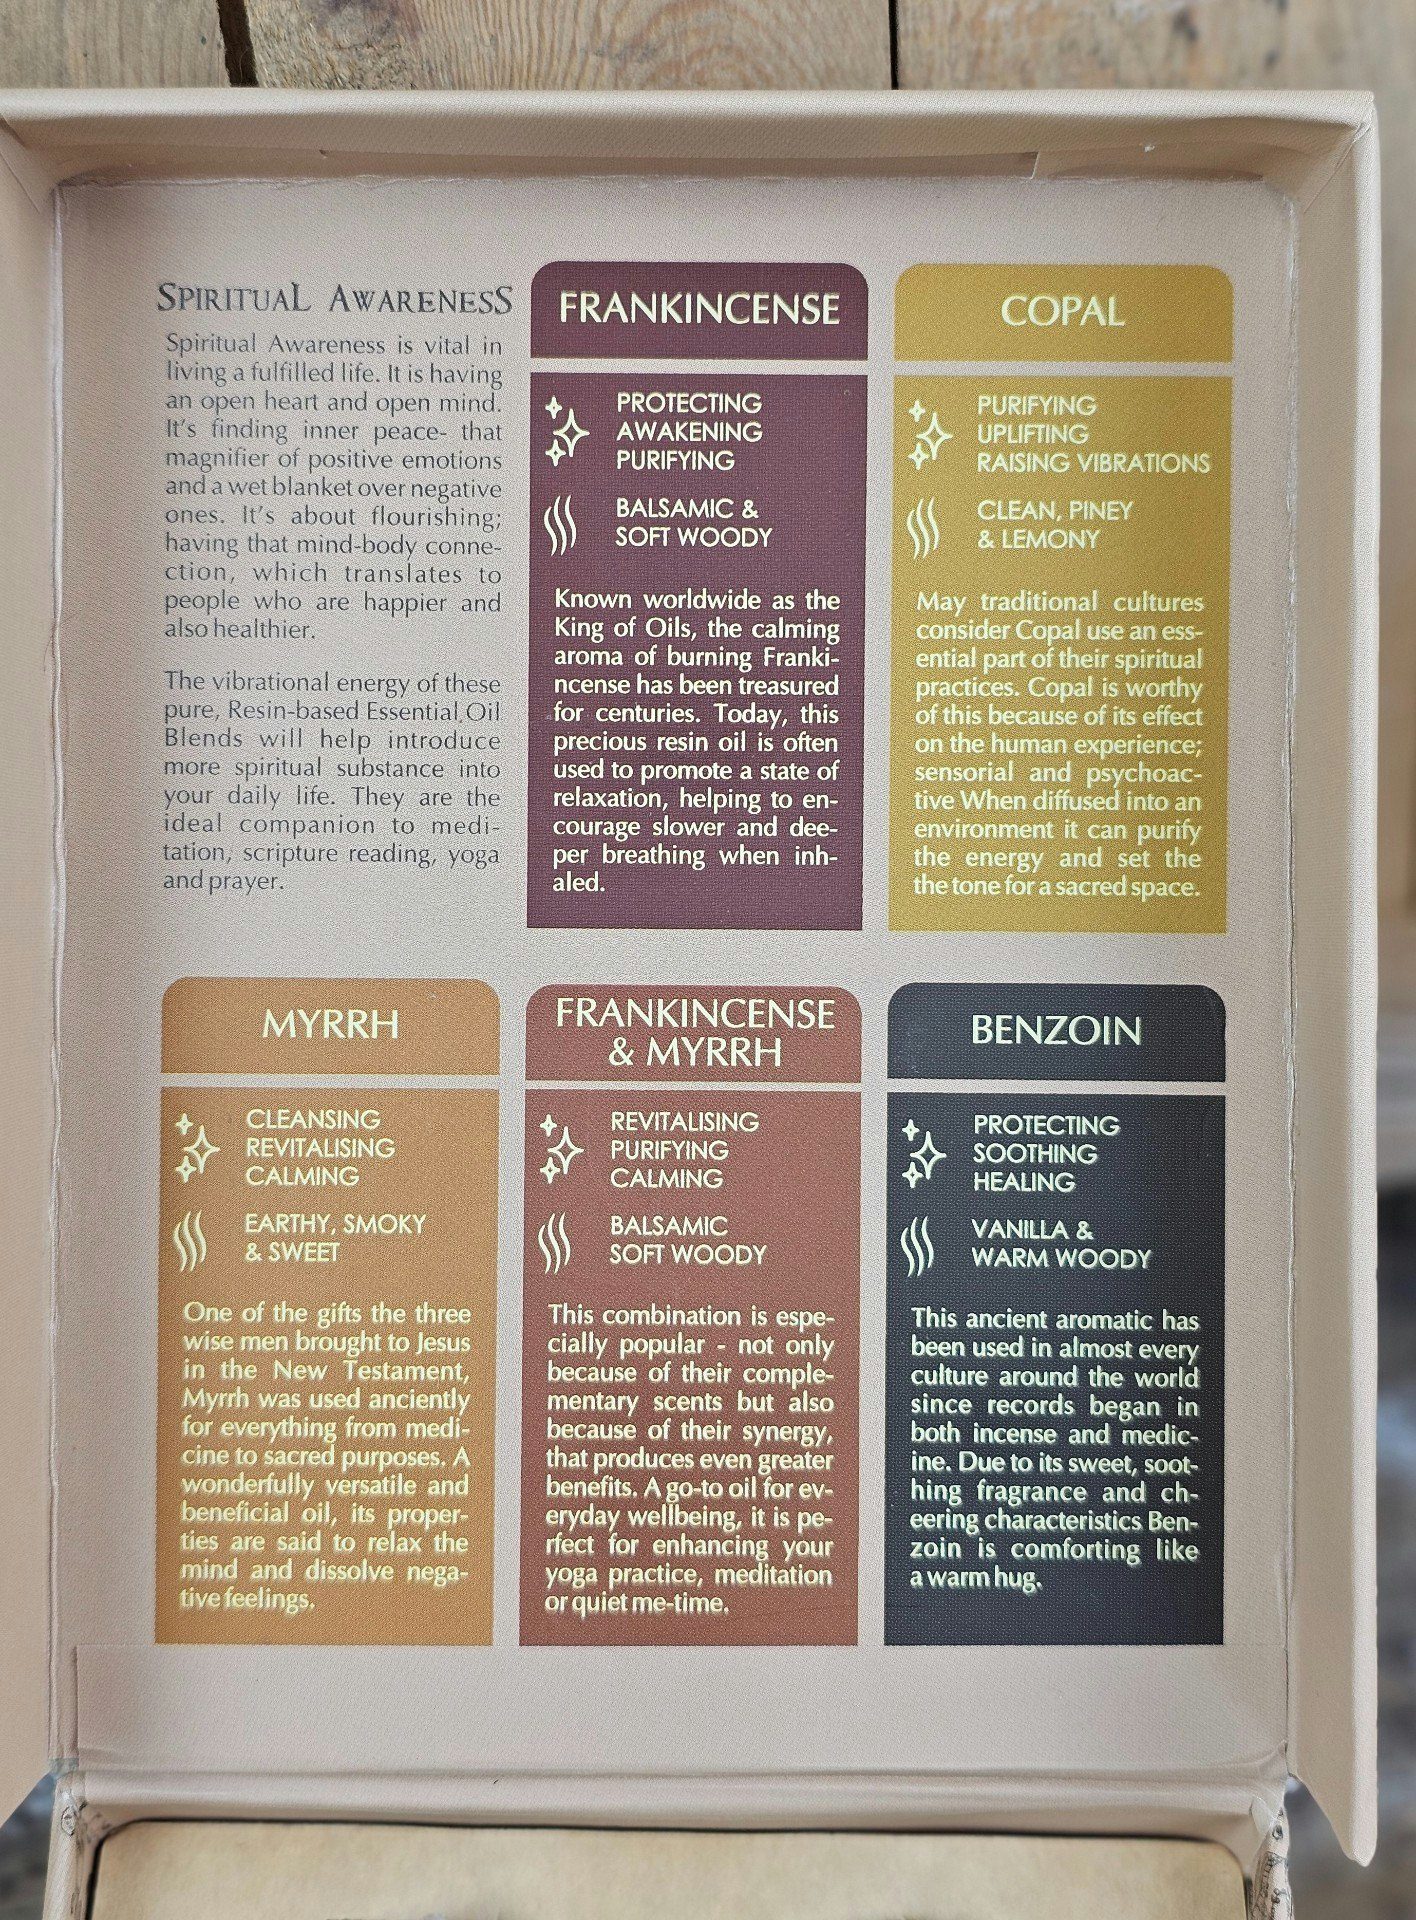 SPIRITUAL AWARENESS
Spiritual Awareness is vital in
living a fulfilled life. It is having
an open heart and open mind.
It's finding inner peace- that
magnifier of positive emotions
and a wet blanket over negative
ones. It's about flourishing;
having that mind-body conne-
ction, which translates to
people who are happier and
also healthier.
The vibrational energy of these
pure, Resin-based Essential Oil
Blends will help introduce
more spiritual substance into
your daily life. They are the
ideal companion to medi-
tation, scripture reading, yoga
and prayer.
FRANKINCENSE
PROTECTING
AWAKENING
PURIFYING
BALSAMIC &
SOFT WOODY
Known worldwide as the
King of Oils, the calming
aroma of burning Franki-
ncense has been treasured
for centuries. Today, this
precious resin oil is often
used to promote a state of
relaxation, helping to en-
courage slower and dee-
per breathing when inh-
aled.
COPAL
PURIFYING
UPLIFTING
RAISING VIBRATIONS
CLEAN, PINEY
& LEMONY
May traditional cultures
consider Copal use an ess-
ential part of their spiritual
practices. Copal is worthy
of this because of its effect
on the human experience;
sensorial and psychoac-
tive When diffused into an
environment it can purify
the energy and set the
the tone for a sacred space.
MYRRH
CLEANSING
REVITALISING
CALMING
EARTHY, SMOKY
& SWEET
One of the gifts the three
wise men brought to Jesus
in the New Testament,
Myrrh was used anciently
for everything from medi-
cine to sacred purposes. A
wonderfully versatile and
beneficial oil, its proper-
ties are said to relax the
mind and dissolve nega-
tive feelings.
FRANKINCENSE
& MYRRH
REVITALISING
PURIFYING
CALMING
BALSAMIC
SOFT WOODY
This combination is espe-
cially popular - not only
because of their comple-
mentary scents but also
because of their synergy,
that produces even greater
benefits. A go-to oil for ev-
eryday wellbeing, it is pe-
rfect for enhancing your
yoga practice, meditation
or quiet me-time.
BENZOIN
PROTECTING
SOOTHING
HEALING
VANILLA &
WARM WOODY
This ancient aromatic has
been used in almost every
culture around the world
since records began in
both incense and medic-
ine. Due to its sweet, soot-
hing fragrance and ch-
eering characteristics Ben-
zoin is comforting like
a warm hug.